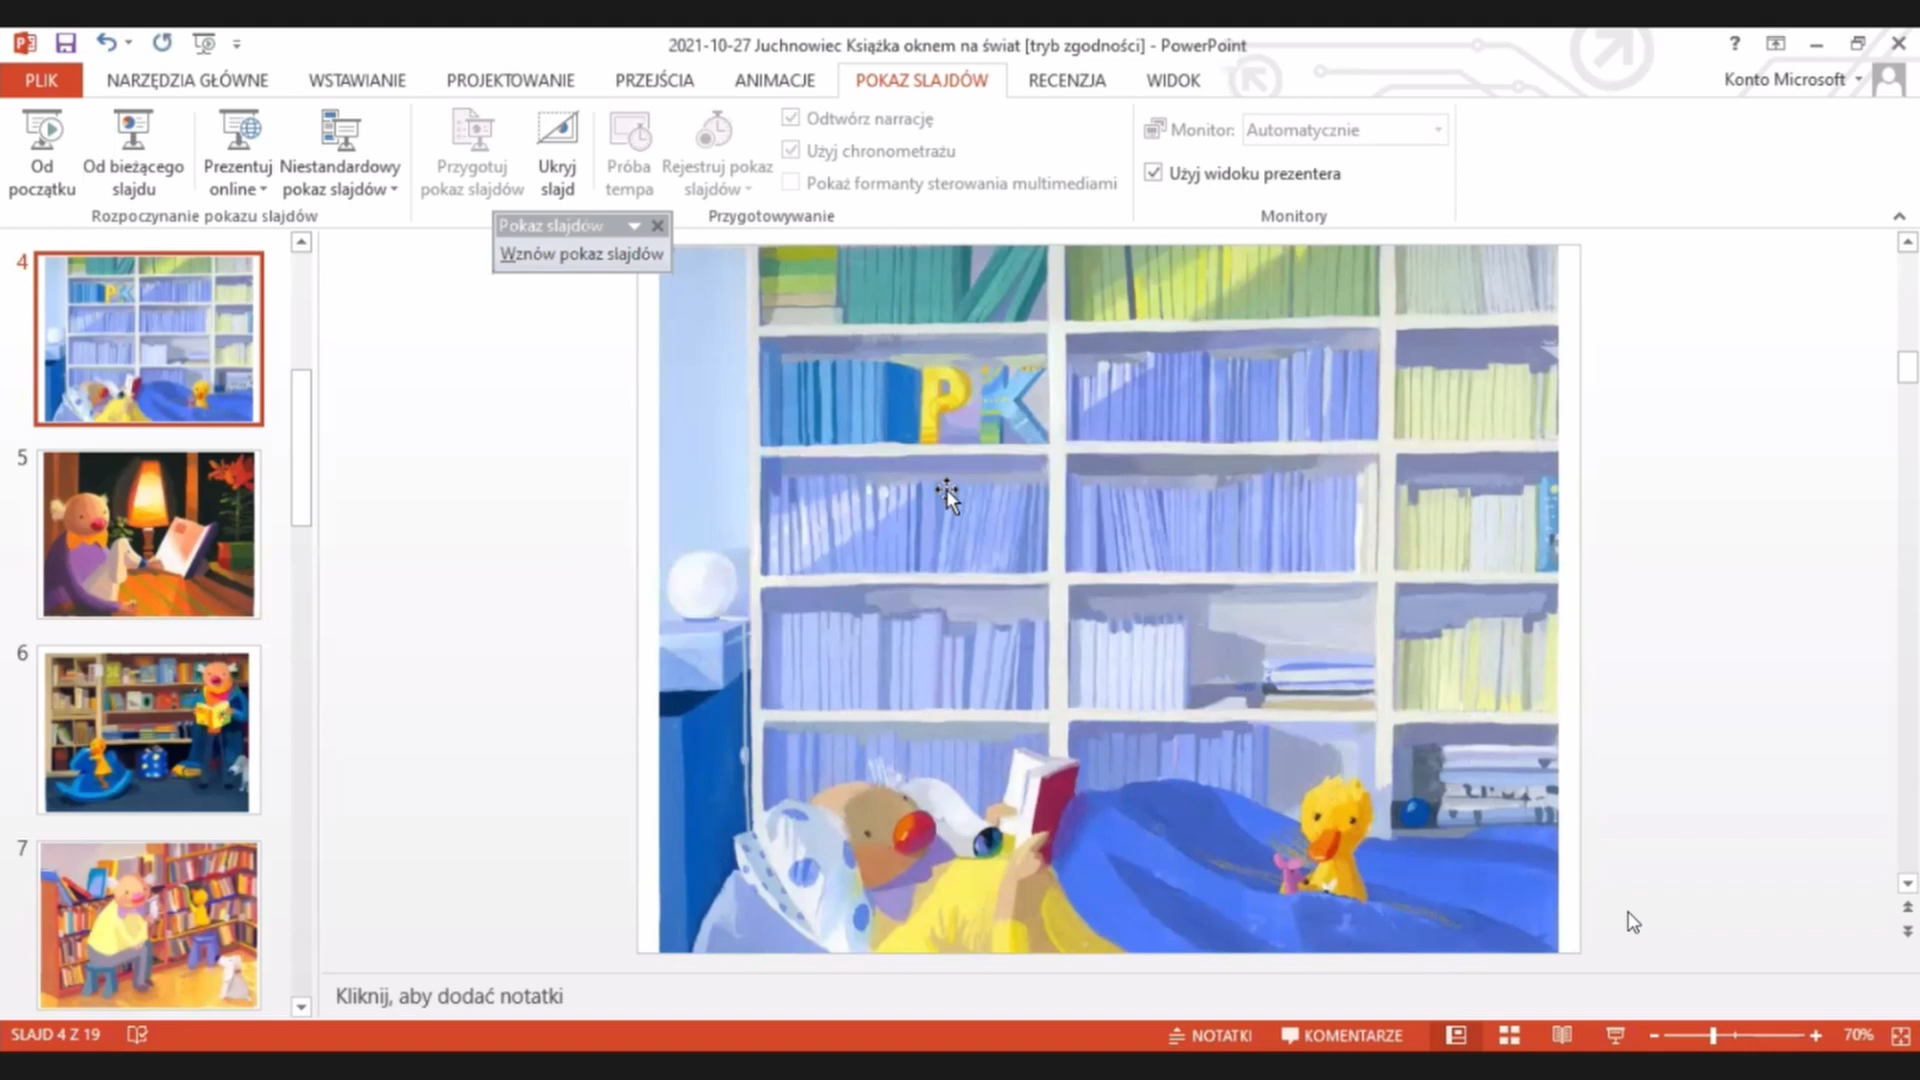 2021-10-27 Juchnowiec Książka oknem na świat [tryb zgodności] - PowerPoint
?
PLIK NARZĘDZIA GŁÓWNE WSTAWIANIE PROJEKTOWANIE PRZEJŚCIA ANIMACJE POKAZ SLAJDÓW RECENZJA WIDOK Konto Microsoft
Od początku
Od bieżącego slajdu
Prezentuj online
Niestandardowy pokaz slajdów
Przygotuj pokaz slajdów
Ukryj slajd
Próba tempa
Rejestruj pokaz slajdów
Odtwórz narrację
Użyj chronometrażu
Pokaż formanty sterowania multimediami
Monitor: Automatycznie
Użyj widoku prezentera
Rozpoczynanie pokazu slajdów Przygotowywanie Monitory
Pokaz slajdów
Wznów pokaz slajdów
4
5
6
7
PK
PK
Kliknij, aby dodać notatki
SLAJD 4 Z 19 NOTATKI KOMENTARZE 70%